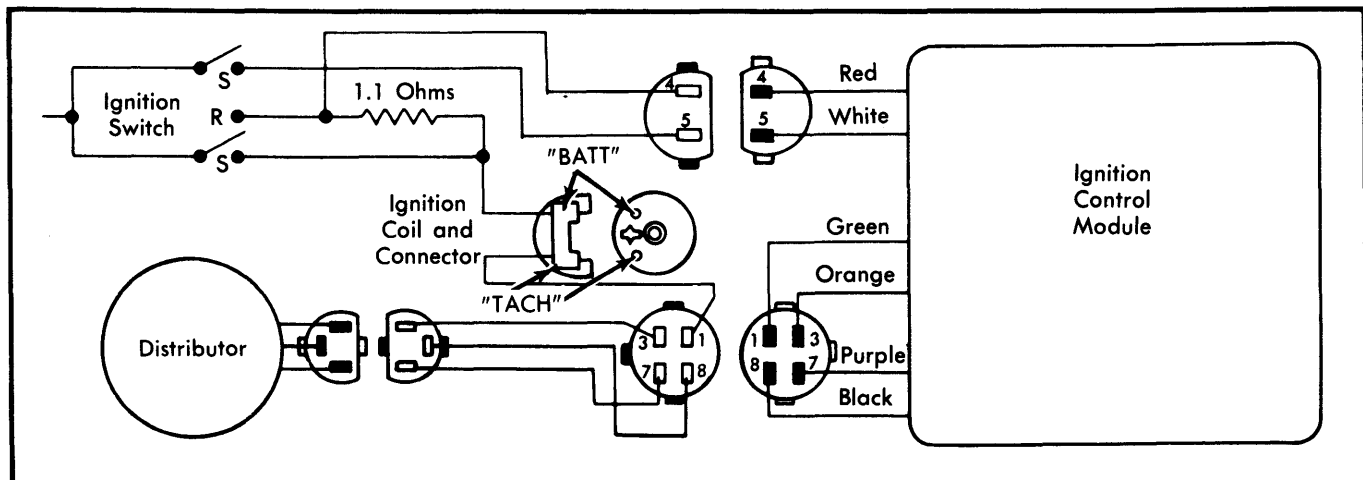 S
Ignition
Switch
R
S
1.1 Ohms
4
5
4
5
Red
White
"BATT"
Ignition
Coil and
Connector
"TACH"
Ignition
Control
Module
Green
Orange
Purple
Black
Distributor
3
1
7
8
1
3
8
7